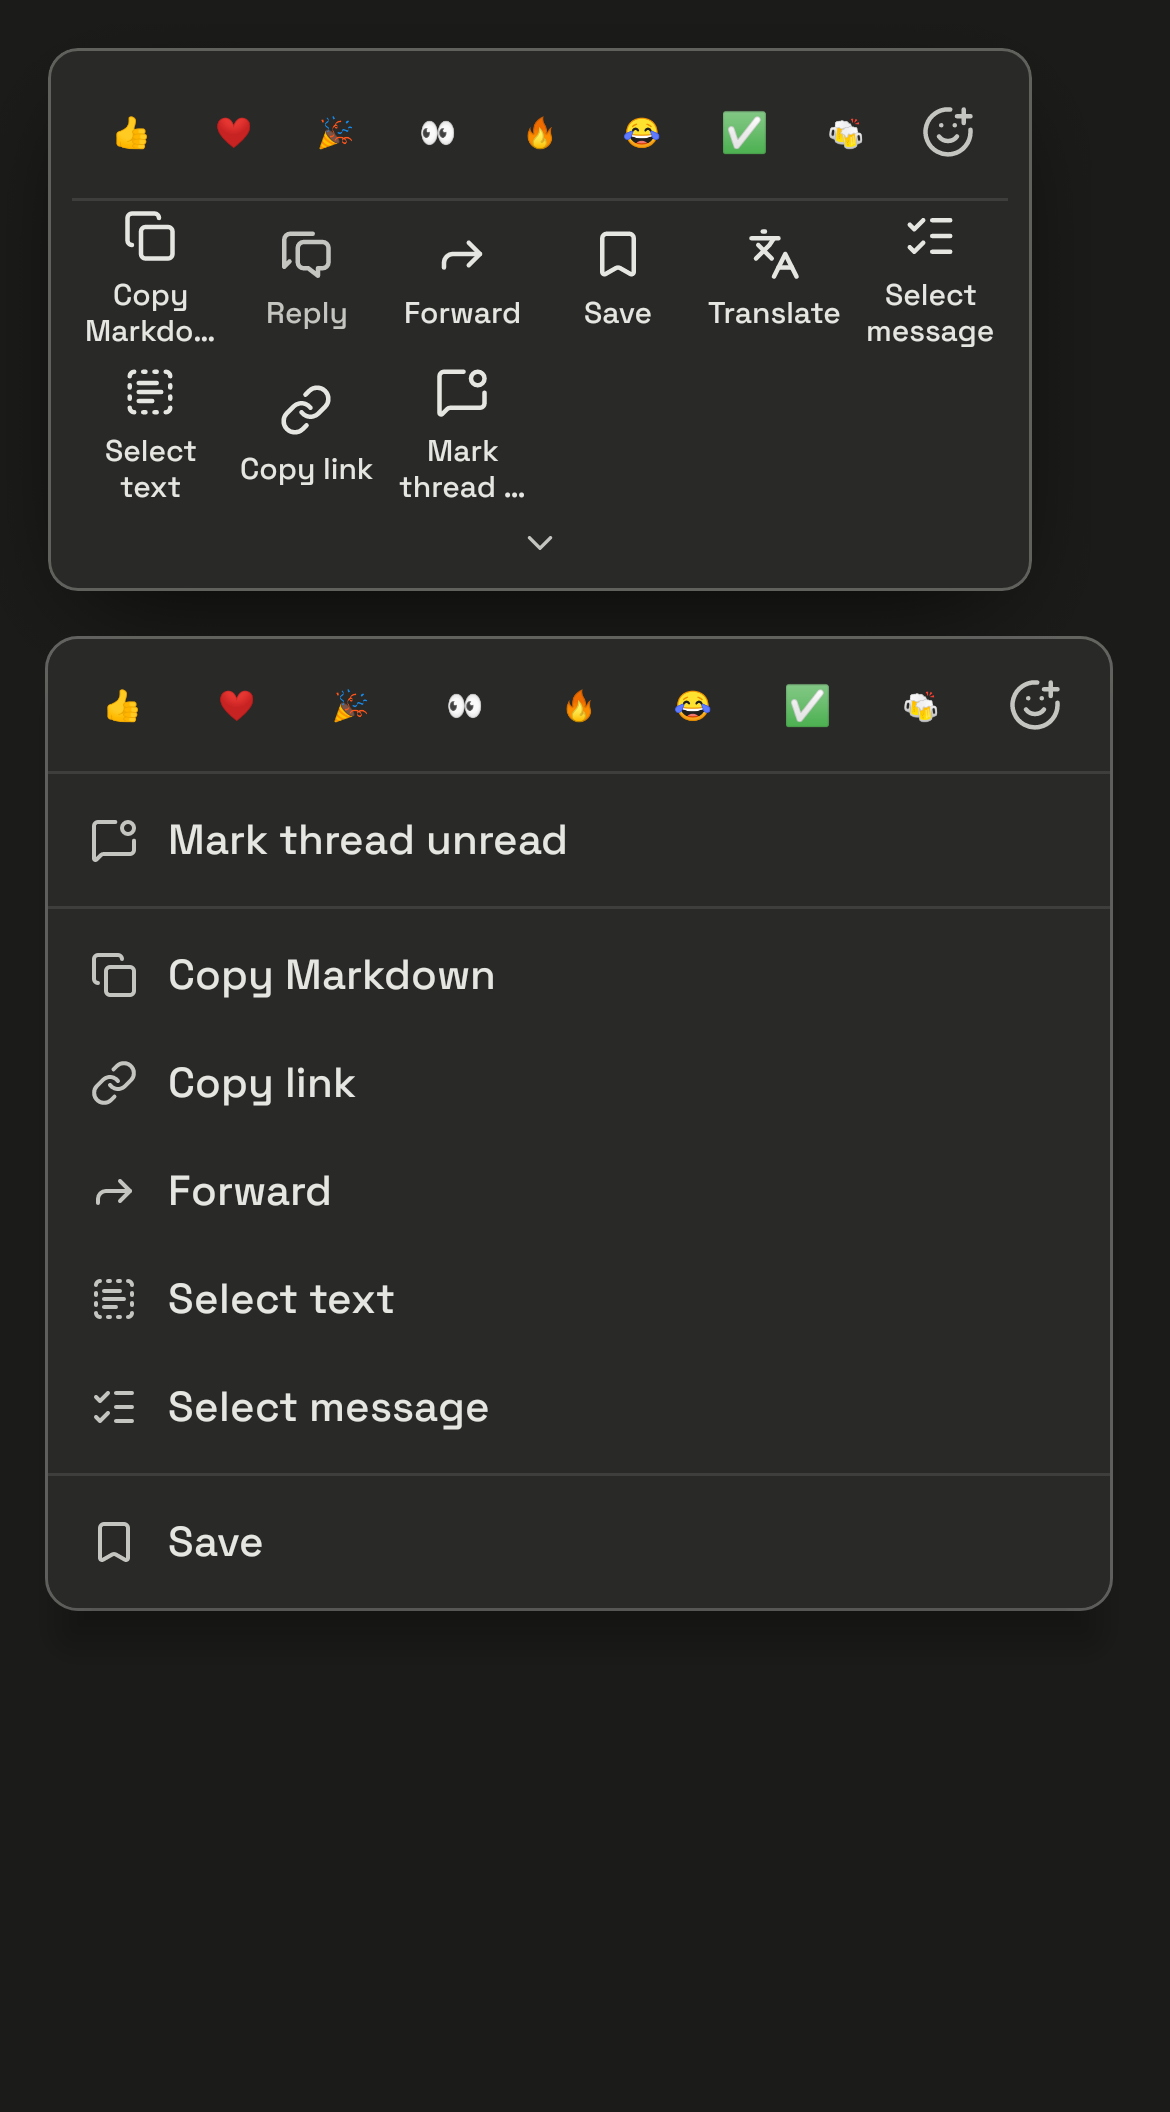 👍 ❤️ 🎉 👀 🔥 😂 ✅ 🍻
Copy
Markdo...
Reply
Forward
Save
Translate
Select
message
Select
text
Copy link
Mark
thread ...
👍 ❤️ 🎉 👀 🔥 😂 ✅ 🍻
Mark thread unread
Copy Markdown
Copy link
Forward
Select text
Select message
Save